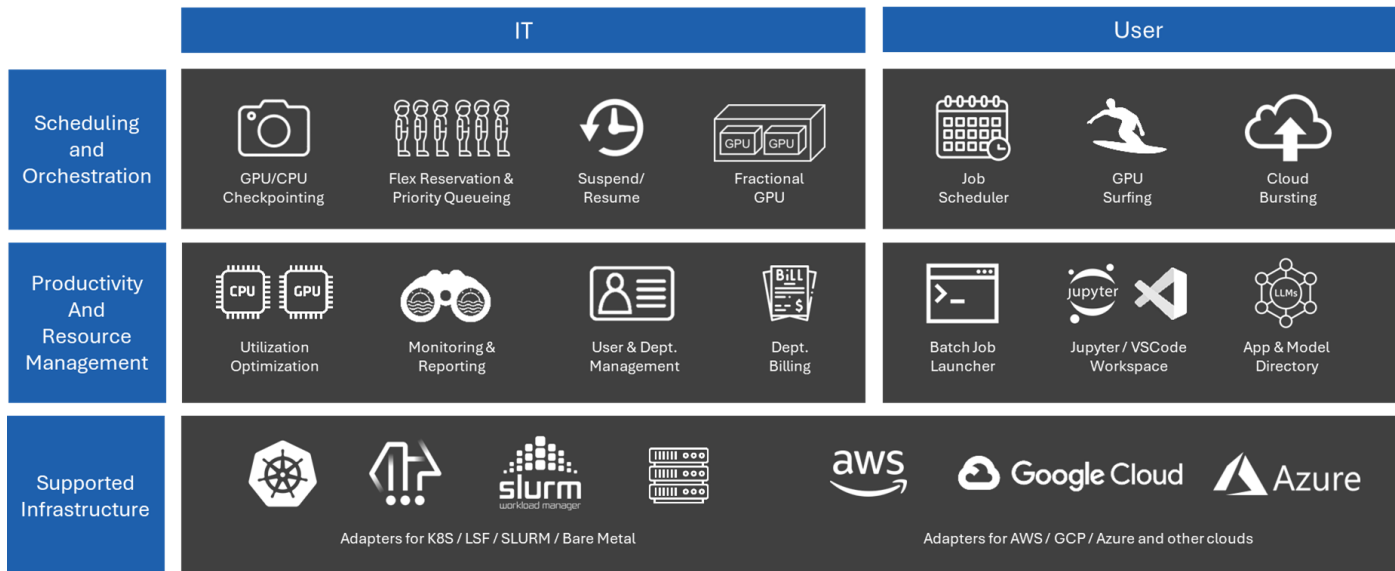 IT
User
Scheduling
and
Orchestration
GPU/CPU
Checkpointing
Flex Reservation &
Priority Queueing
Suspend/
Resume
GPU GPU
Fractional
GPU
Job
Scheduler
GPU
Surfing
Cloud
Bursting
Productivity
And
Resource
Management
CPU GPU
Utilization
Optimization
Monitoring &
Reporting
User & Dept.
Management
BiLL
$
Dept.
Billing
>_
Batch Job
Launcher
jupyter
Jupyter / VSCode
Workspace
LLMs
App & Model
Directory
Supported
Infrastructure
slurm
workload manager
Adapters for K8S / LSF / SLURM / Bare Metal
aws
Google Cloud
Azure
Adapters for AWS / GCP / Azure and other clouds